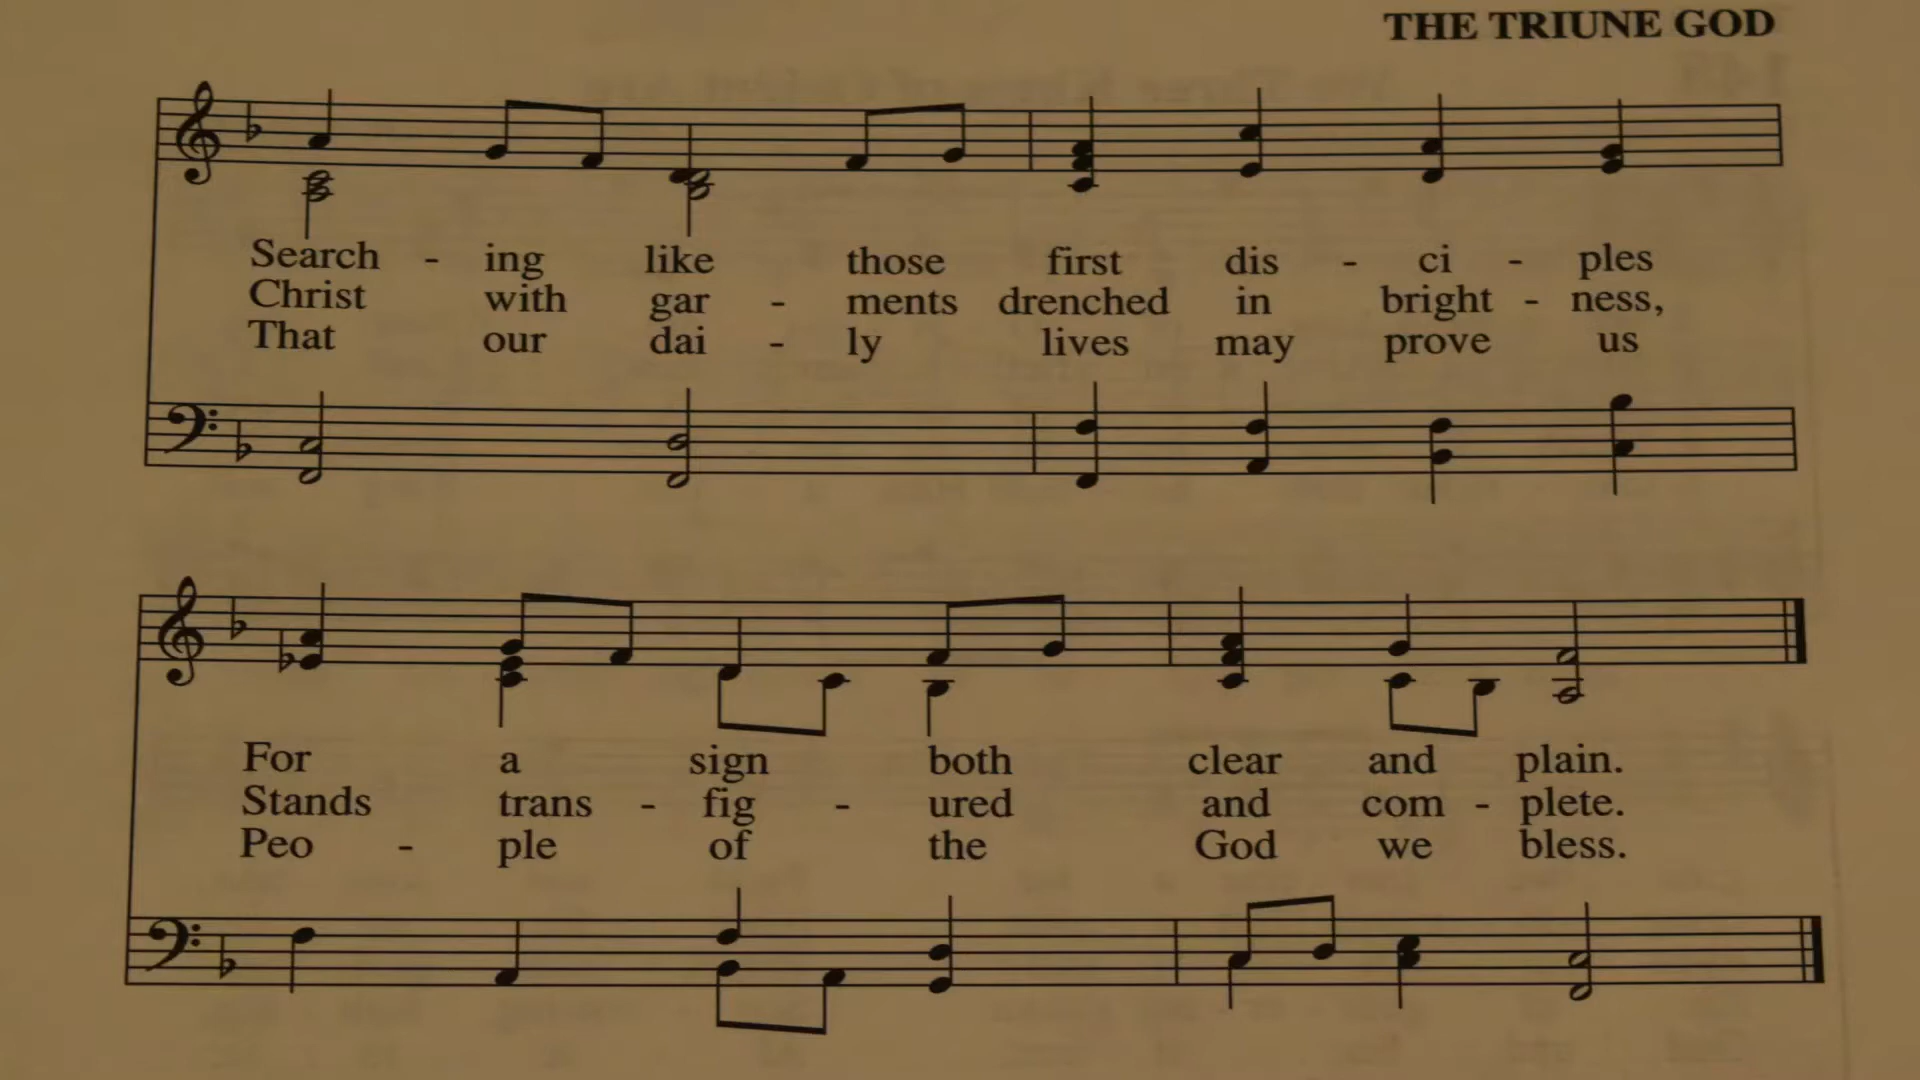 THE TRIUNE GOD
Search - ing like those first dis - ci - ples
Christ with gar - ments drenched in bright - ness,
That our dai - ly lives may prove us
For a sign both clear and plain.
Stands trans - fig - ured and com - plete.
Peo - ple of the God we bless.